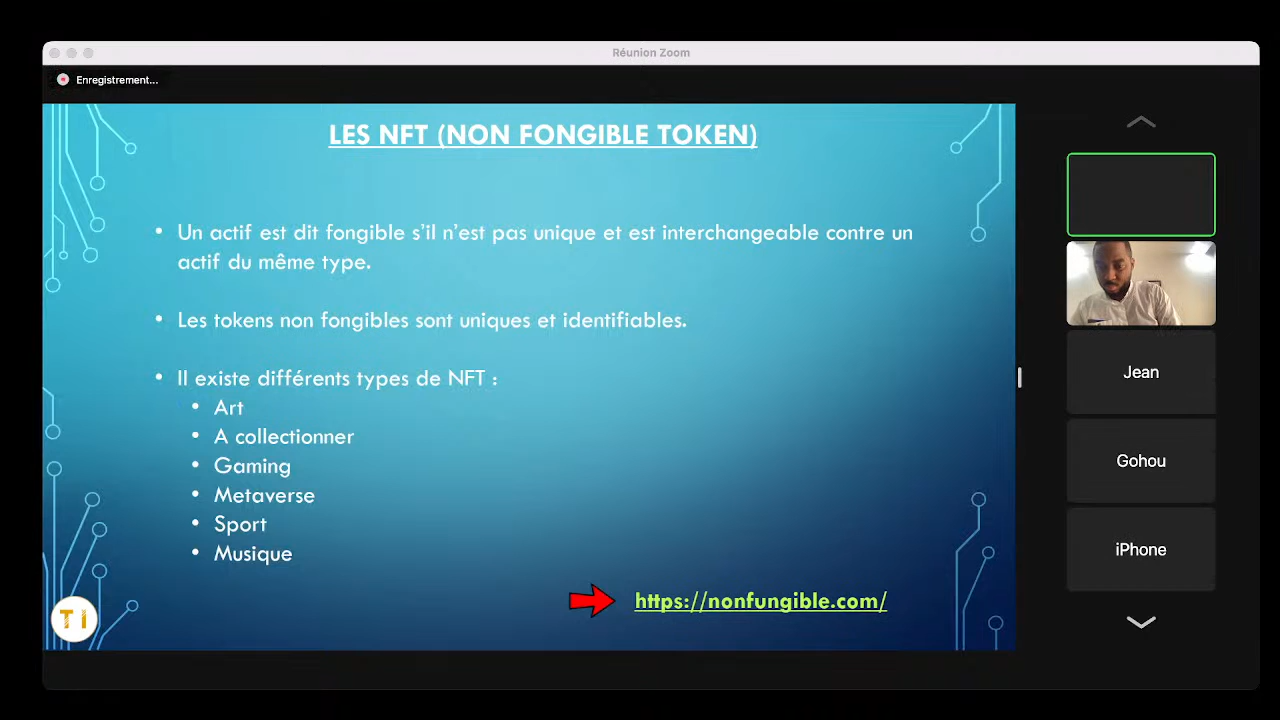 Réunion Zoom
Enregistrement...
LES NFT (NON FONGIBLE TOKEN)
• Un actif est dit fongible s'il n'est pas unique et est interchangeable contre un
actif du même type.
• Les tokens non fongibles sont uniques et identifiables.
• Il existe différents types de NFT :
• Art
• A collectionner
• Gaming
• Metaverse
• Sport
• Musique
https://nonfungible.com/
T I
Jean
Gohou
iPhone